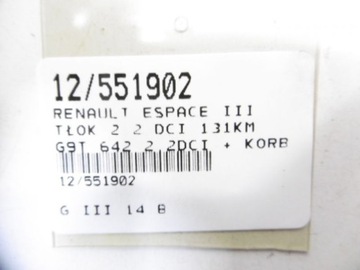 12/551902
RENAULT ESPACE III
TŁOK 2 2 DCI 131KM
G9T 642 2 2DCI + KORB
12/551902
G III 14 B